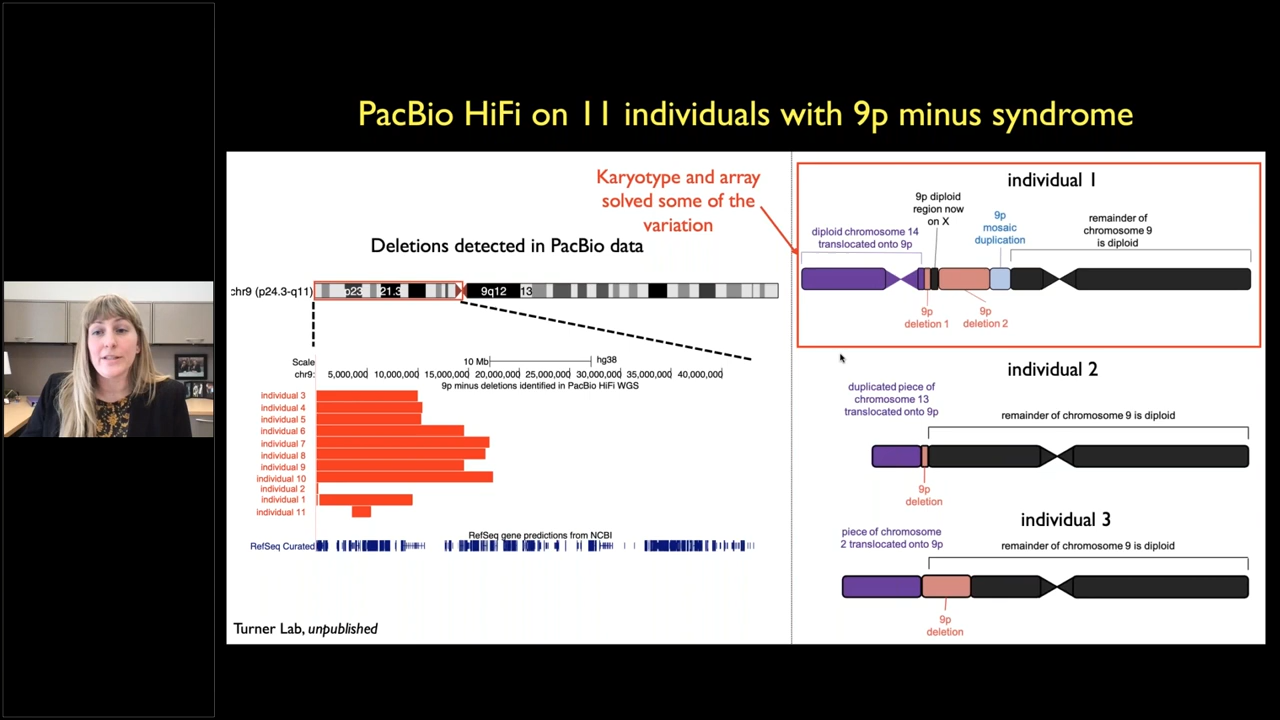 PacBio HiFi on 11 individuals with 9p minus syndrome
Karyotype and array
solved some of the
variation
Deletions detected in PacBio data
chr9 (p24.3-q11)
p23
21.3
9q12
13
Scale
10 Mb
hg38
chr9:
5,000,000
10,000,000
15,000,000
20,000,000
25,000,000
30,000,000
35,000,000
40,000,000
9p minus deletions identified in PacBio HiFi WGS
individual 3
individual 4
individual 5
individual 6
individual 7
individual 8
individual 9
individual 10
individual 2
individual 1
individual 11
RefSeq gene predictions from NCBI
RefSeq Curated
Turner Lab, unpublished
individual 1
9p diploid
region now
on X
diploid chromosome 14
translocated onto 9p
9p
mosaic
duplication
remainder of
chromosome 9
is diploid
9p
deletion 1
9p
deletion 2
individual 2
duplicated piece of
chromosome 13
translocated onto 9p
remainder of chromosome 9 is diploid
9p
deletion
individual 3
piece of chromosome
2 translocated onto 9p
remainder of chromosome 9 is diploid
9p
deletion